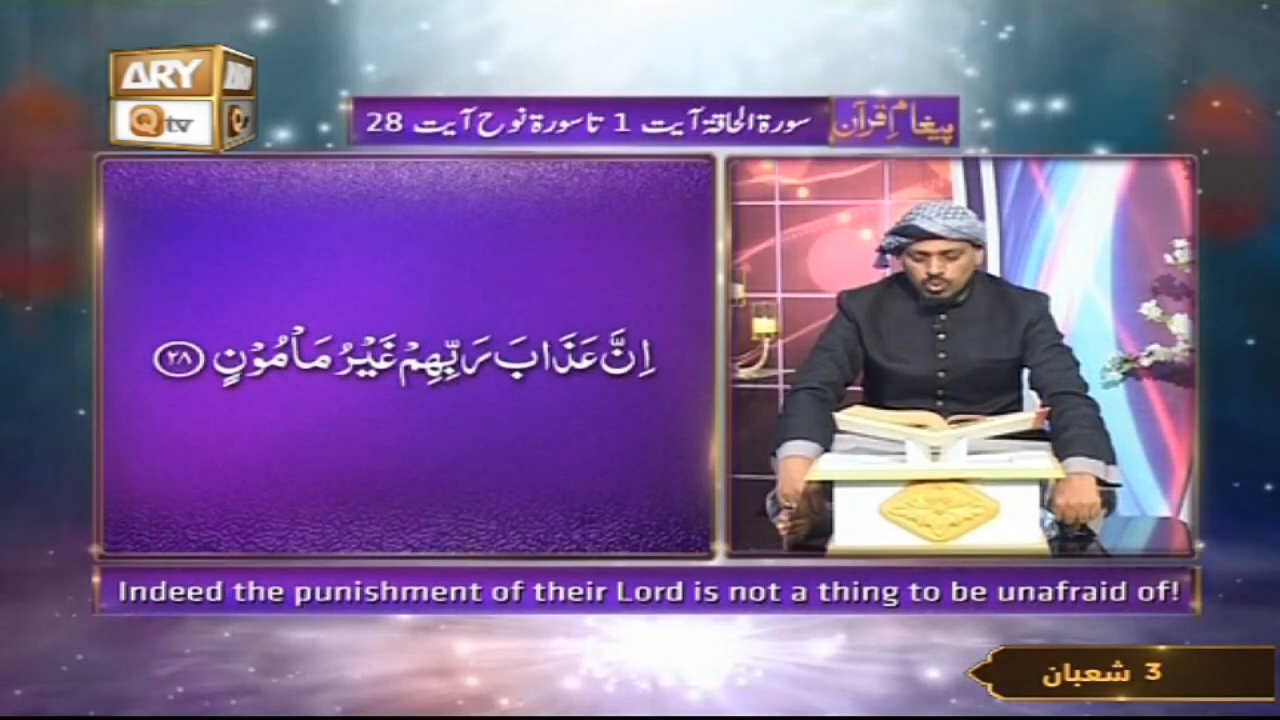 ARY
Qtv
پیغامِ قرآن
سورۃ الحاقۃ آیت 1 تا سورۃ نوح آیت 28
اِنَّ عَذَابَ رَبِّهِمْ غَيْرُ مَاْمُوْنٍ ﴿۲۸﴾
Indeed the punishment of their Lord is not a thing to be unafraid of!
3 شعبان